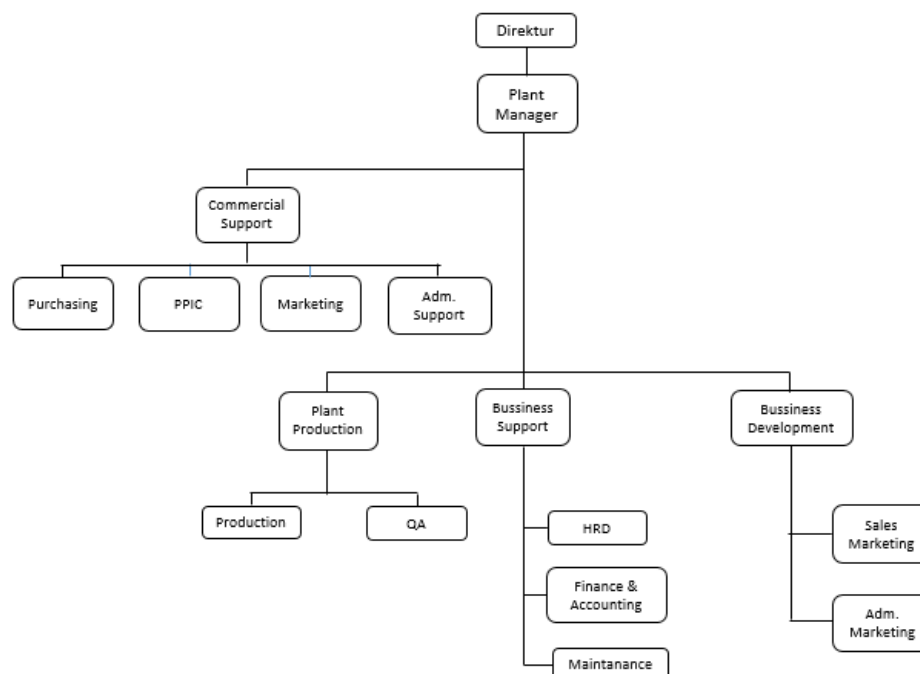 Direktur
Plant
Manager
Commercial
Support
Purchasing
PPIC
Marketing
Adm.
Support
Plant
Production
Bussiness
Support
Bussiness
Development
Production
QA
HRD
Finance &
Accounting
Maintanance
Sales
Marketing
Adm.
Marketing